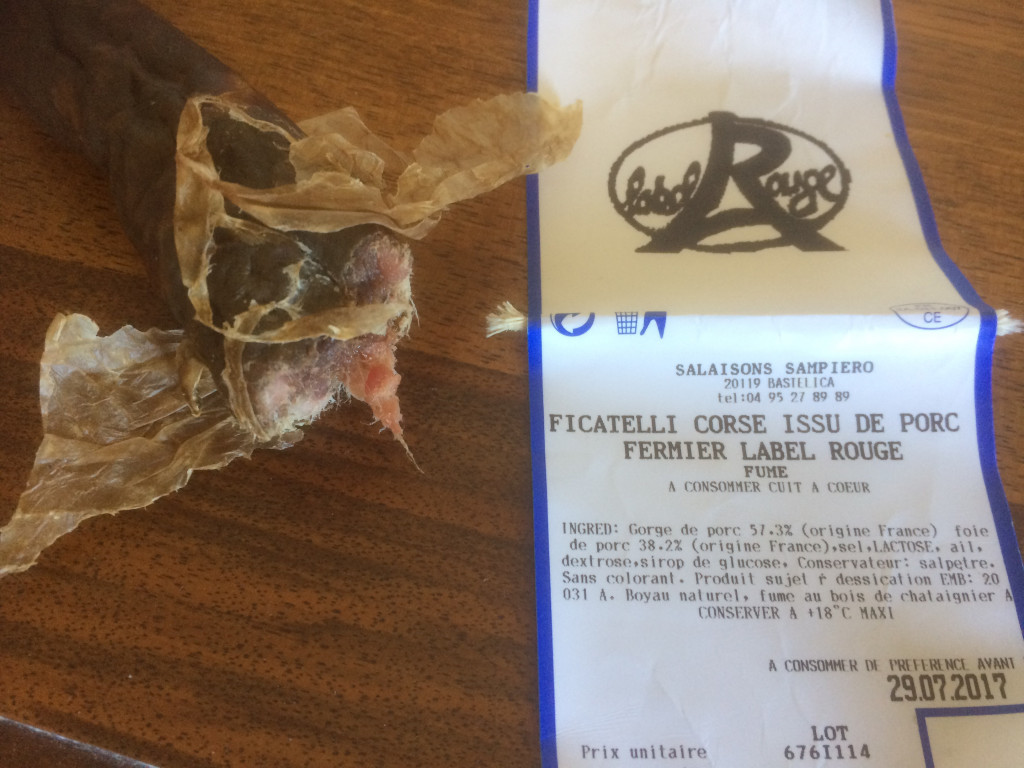 label Rouge
CE
SALAISONS SAMPIERO
20119 BASTELICA
tel:04 95 27 89 89
FICATELLI CORSE ISSU DE PORC
FERMIER LABEL ROUGE
FUME
A CONSOMMER CUIT A COEUR
INGRED: Gorge de porc 57.3% (origine France) foie
de porc 38.2% (origine France),sel,LACTOSE, ail,
dextrose,sirop de glucose, Conservateur: salpetre.
Sans colorant. Produit sujet ŕ dessication EMB: 20
031 A. Boyau naturel, fume au bois de chataignier A
CONSERVER A +18°C MAXI
A CONSOMMER DE PREFERENCE AVANT
29.07.2017
LOT
Prix unitaire 676I114